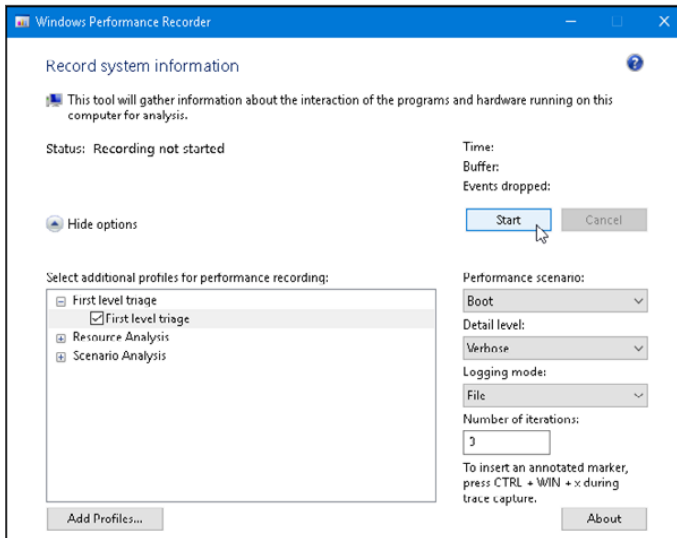 Windows Performance Recorder
Record system information
This tool will gather information about the interaction of the programs and hardware running on this
computer for analysis.
Status: Recording not started
Time:
Buffer:
Events dropped:
Hide options
Start
Cancel
Select additional profiles for performance recording:
First level triage
First level triage
Resource Analysis
Scenario Analysis
Add Profiles...
Performance scenario:
Boot
Detail level:
Verbose
Logging mode:
File
Number of iterations:
3
To insert an annotated marker,
press CTRL + WIN + x during
trace capture.
About